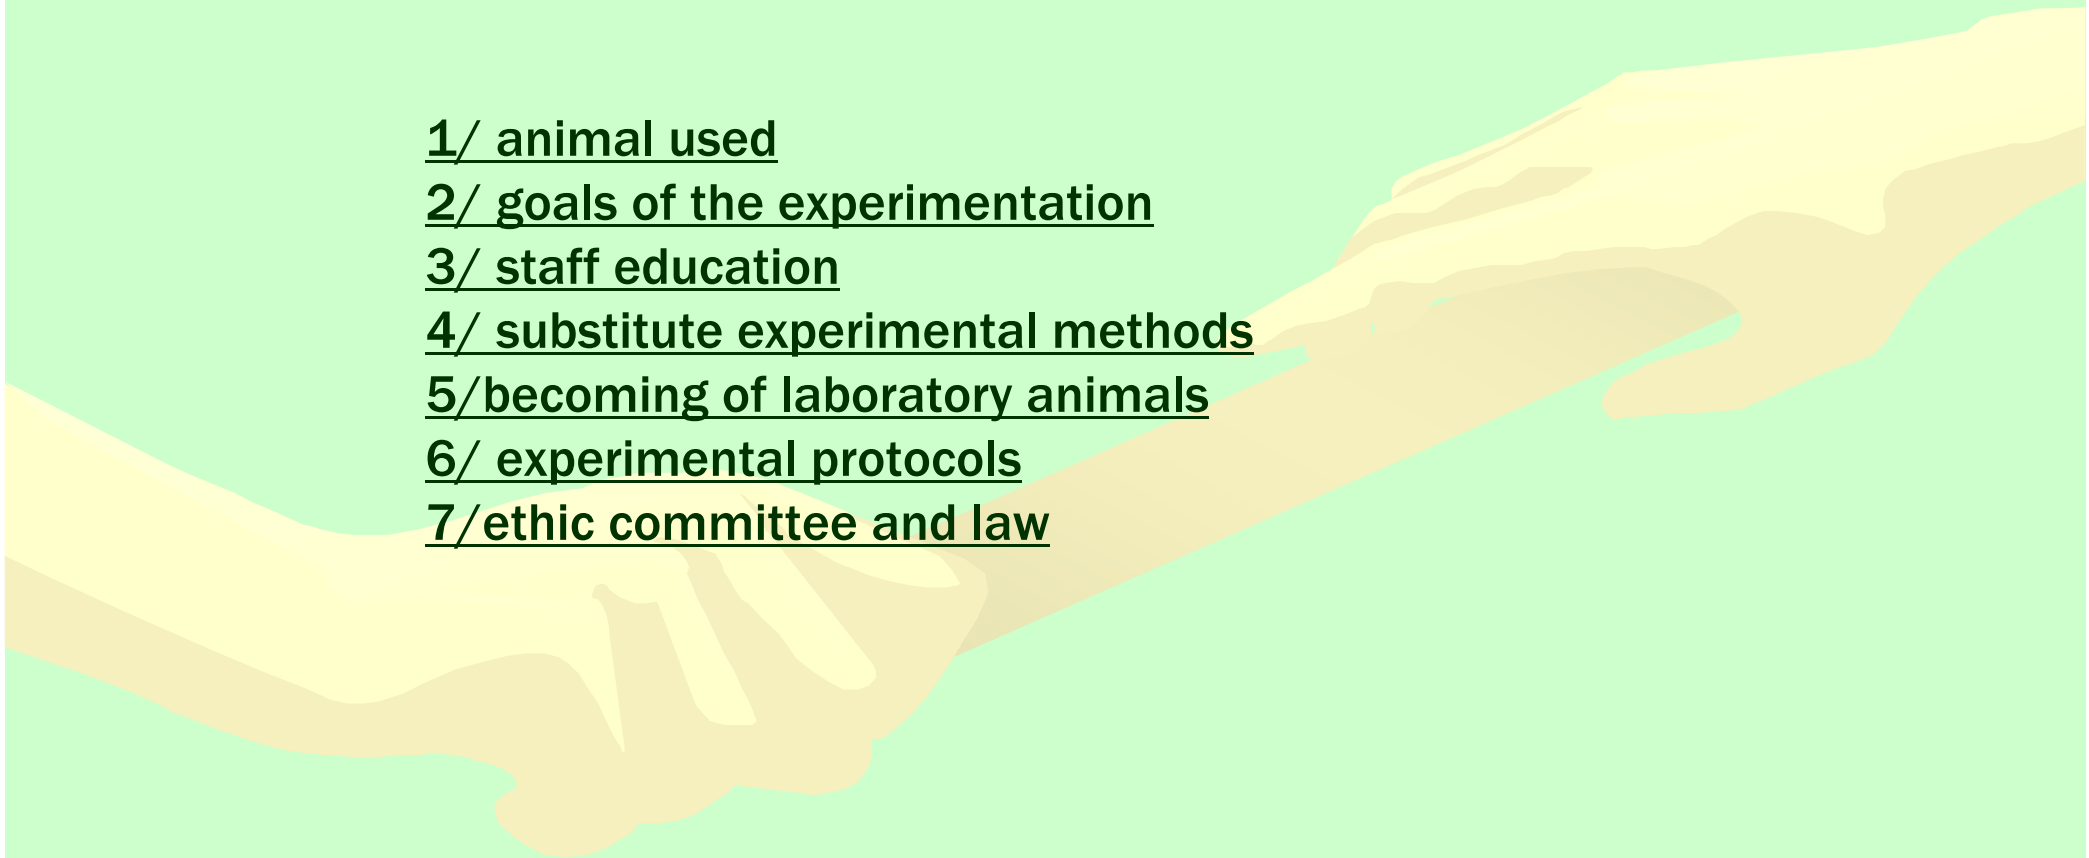 1/ animal used
2/ goals of the experimentation
3/ staff education
4/ substitute experimental methods
5/becoming of laboratory animals
6/ experimental protocols
7/ethic committee and law